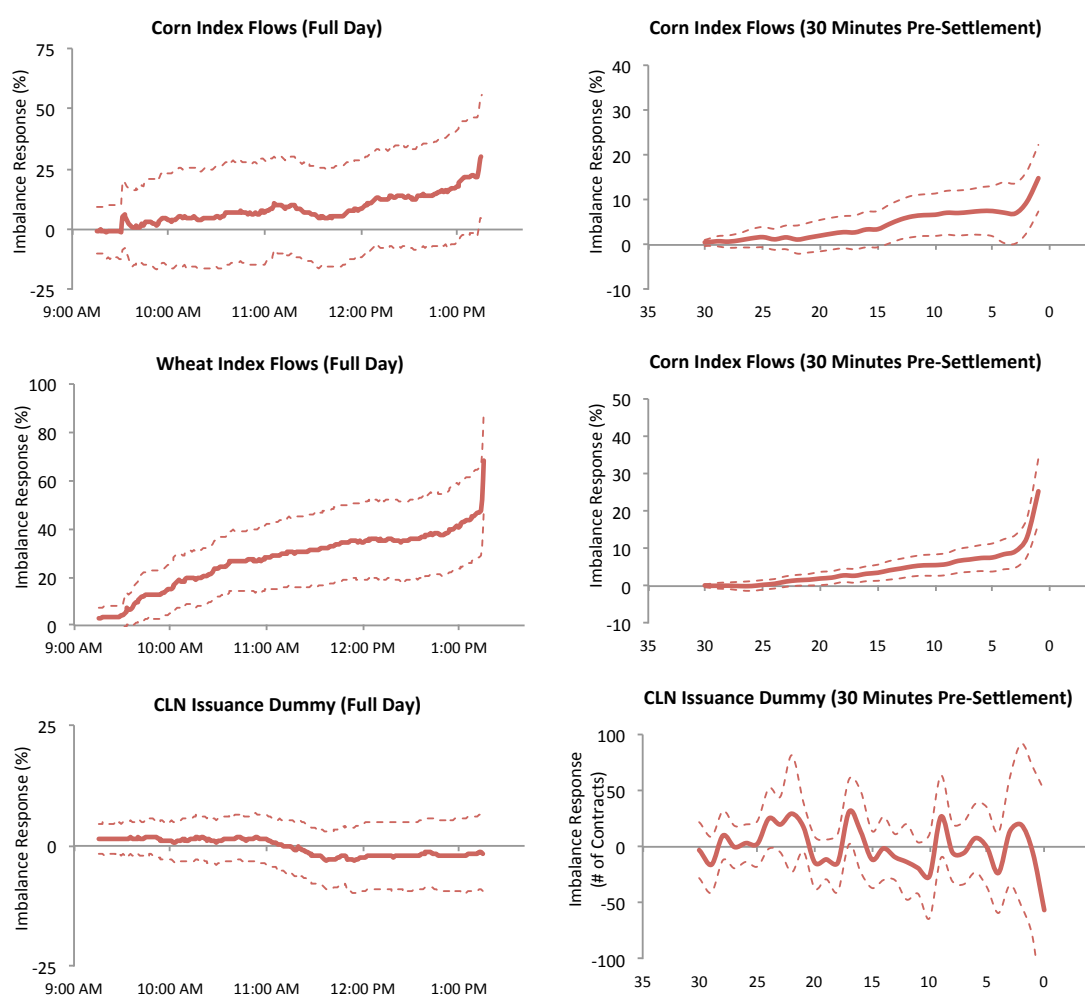 Corn Index Flows (Full Day)
Imbalance Response (%)
75
50
25
0
-25
9:00 AM 10:00 AM 11:00 AM 12:00 PM 1:00 PM
Corn Index Flows (30 Minutes Pre-Settlement)
Imbalance Response (%)
40
30
20
10
0
-10
35 30 25 20 15 10 5 0
Wheat Index Flows (Full Day)
Imbalance Response (%)
100
80
60
40
20
0
9:00 AM 10:00 AM 11:00 AM 12:00 PM 1:00 PM
Corn Index Flows (30 Minutes Pre-Settlement)
Imbalance Response (%)
50
40
30
20
10
0
-10
35 30 25 20 15 10 5 0
CLN Issuance Dummy (Full Day)
Imbalance Response (%)
25
0
-25
9:00 AM 10:00 AM 11:00 AM 12:00 PM 1:00 PM
CLN Issuance Dummy (30 Minutes Pre-Settlement)
Imbalance Response
(# of Contracts)
100
50
0
-50
-100
35 30 25 20 15 10 5 0